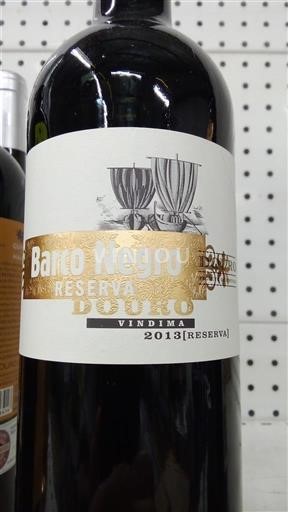 Barco Negro
RESERVA
DOURO
VINDIMA
2013[RESERVA]